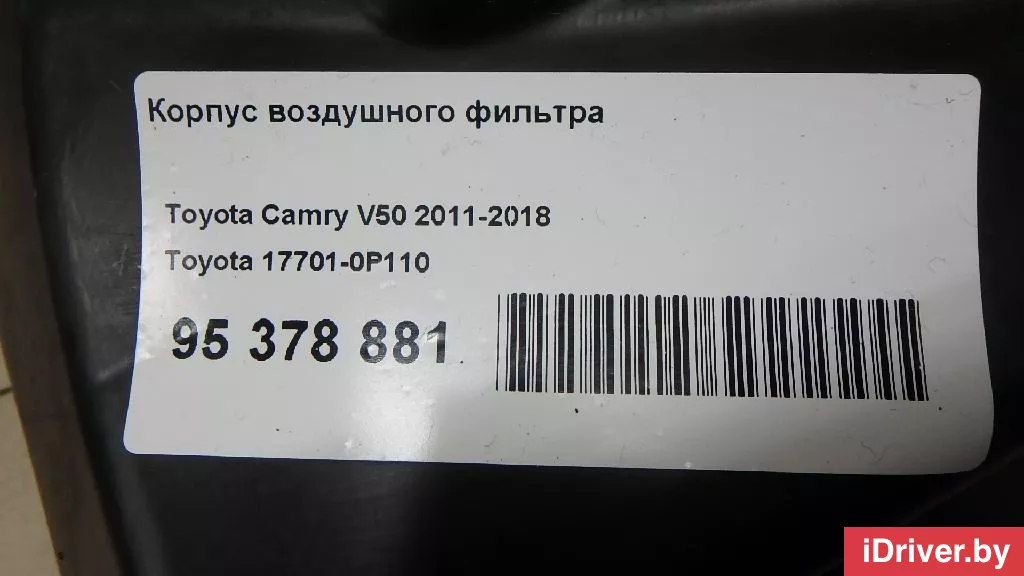 Корпус воздушного фильтра
Toyota Camry V50 2011-2018
Toyota 17701-0P110
95 378 881
iDriver.by